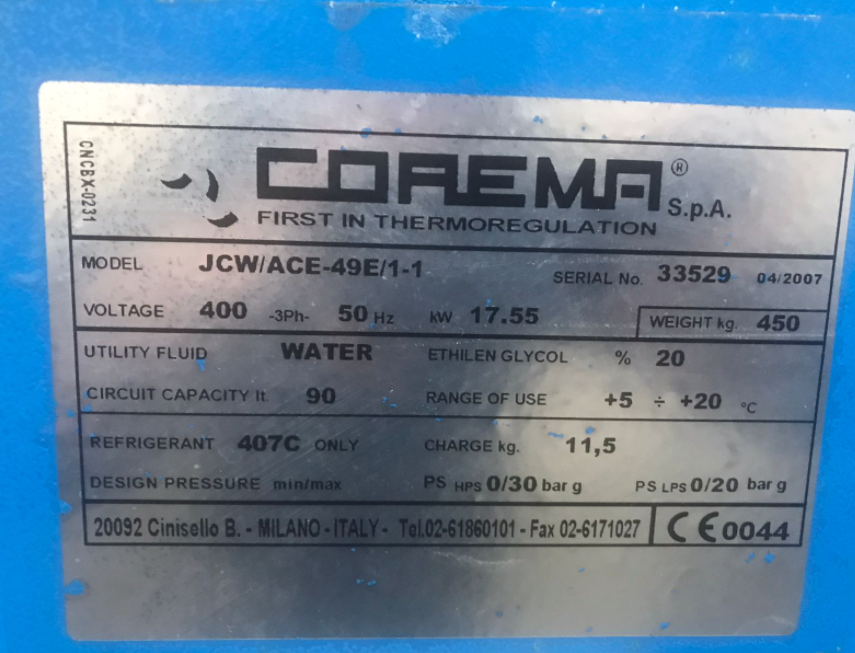 CNCBX-0231
COREMA® S.p.A.
FIRST IN THERMOREGULATION
MODEL JCW/ACE-49E/1-1 SERIAL No. 33529 04/2007
VOLTAGE 400 -3Ph- 50 Hz kW 17.55 WEIGHT kg. 450
UTILITY FLUID WATER ETHILEN GLYCOL % 20
CIRCUIT CAPACITY lt. 90 RANGE OF USE +5 ÷ +20 °C
REFRIGERANT 407C ONLY CHARGE kg. 11,5
DESIGN PRESSURE min/max PS HPS 0/30 bar g PS LPS 0/20 bar g
20092 Cinisello B. - MILANO - ITALY - Tel.02-61860101 - Fax 02-6171027 CE0044